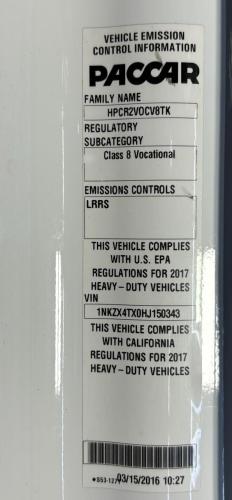 VEHICLE EMISSION
CONTROL INFORMATION
PACCAR
FAMILY NAME
HPCR2VOCV8TK
REGULATORY
SUBCATEGORY
Class 8 Vocational
EMISSIONS CONTROLS
LRRS
THIS VEHICLE COMPLIES
WITH U.S. EPA
REGULATIONS FOR 2017
HEAVY-DUTY VEHICLES
VIN
1NKZX4TX0HJ150343
THIS VEHICLE COMPLIES
WITH CALIFORNIA
REGULATIONS FOR 2017
HEAVY-DUTY VEHICLES
03/15/2016 10:27